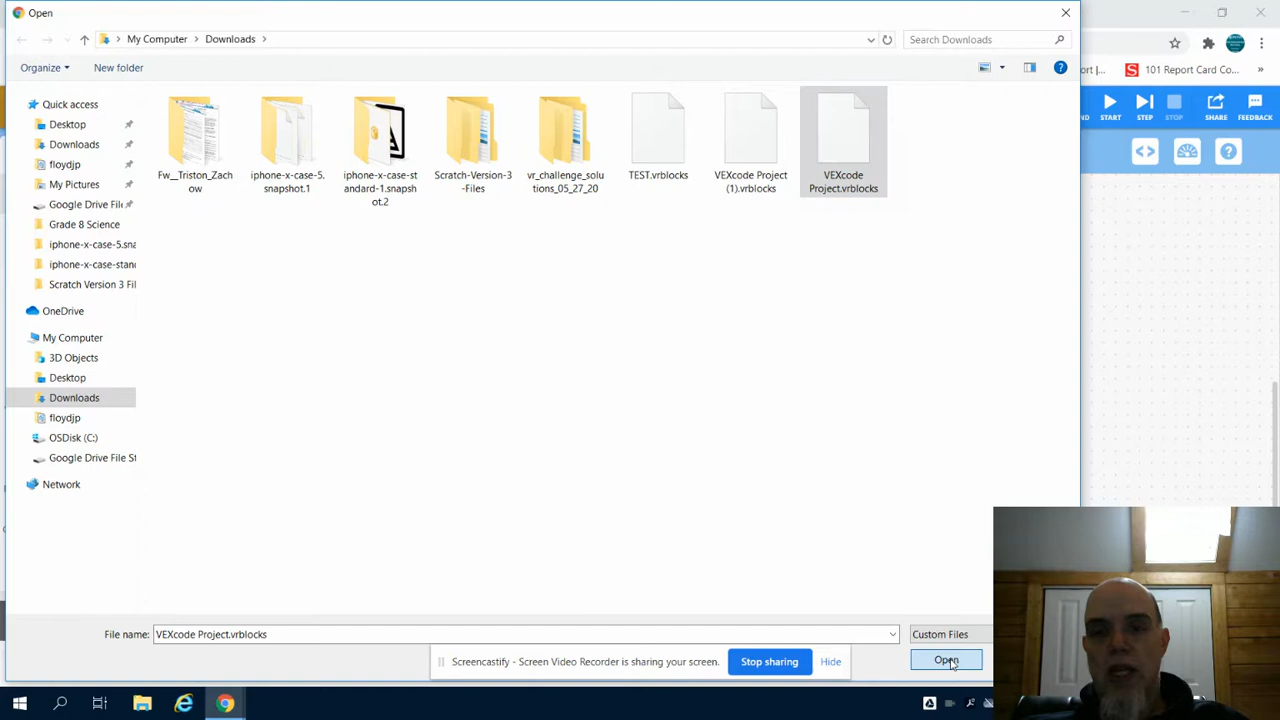 Open
My Computer > Downloads >
Search Downloads
Organize
New folder
101 Report Card Co...
START
STEP
STOP
SHARE
FEEDBACK
Quick access
Desktop
Downloads
floydjp
My Pictures
Google Drive File
Grade 8 Science
iphone-x-case-5.sna
iphone-x-case-stand
Scratch Version 3 Fil
OneDrive
My Computer
3D Objects
Desktop
Downloads
floydjp
OSDisk (C:)
Google Drive File St
Network
Fw__Triston_Zach
ow
iphone-x-case-5.
snapshot.1
iphone-x-case-st
andard-1.snapsh
ot.2
Scratch-Version-3
-Files
vr_challenge_solu
tions_05_27_20
TEST.vrblocks
VEXcode Project
(1).vrblocks
VEXcode
Project.vrblocks
File name:
VEXcode Project.vrblocks
Custom Files
Screencastify - Screen Video Recorder is sharing your screen.
Stop sharing
Hide
Open